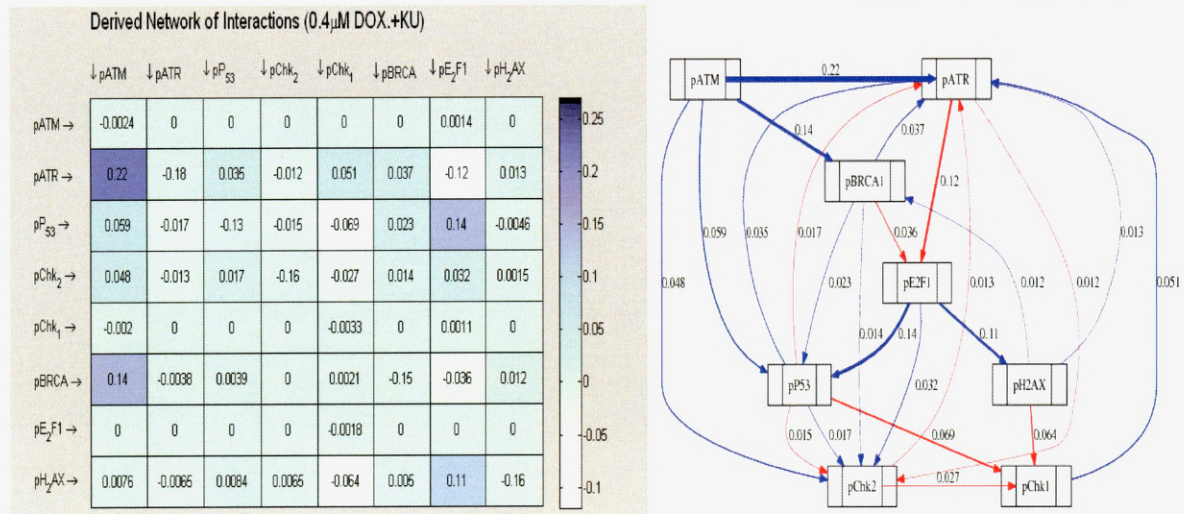 Derived Network of Interactions (0.4μM DOX.+KU)
↓pATM ↓pATR ↓pP53 ↓pChk2 ↓pChk1 ↓pBRCA ↓pE2F1 ↓pH2AX
pATM→ -0.0024 0 0 0 0 0 0.0014 0
pATR→ 0.22 -0.18 0.035 -0.012 0.051 0.037 -0.12 0.013
pP53→ 0.059 -0.017 -0.13 -0.015 -0.069 0.023 0.14 -0.0046
pChk2→ 0.048 -0.013 0.017 -0.16 -0.027 0.014 0.032 0.0015
pChk1→ -0.002 0 0 0 -0.0033 0 0.0011 0
pBRCA→ 0.14 -0.0038 0.0039 0 0.0021 -0.15 -0.036 0.012
pE2F1→ 0 0 0 0 -0.0018 0 0 0
pH2AX→ 0.0076 -0.0065 0.0084 0.0065 -0.064 0.005 0.11 -0.16
0.25
0.2
0.15
0.1
0.05
0
-0.05
-0.1
pATM 0.22 pATR
0.14 0.037
pBRCA1 0.12
0.059 0.035 0.017 0.036 0.013
pE2F1
0.048 0.023 0.012 0.013 0.012 0.051
0.014 0.14 0.11
pP53 0.032 pH2AX
0.015 0.017 0.069 0.064
pChk2 0.027 pChk1